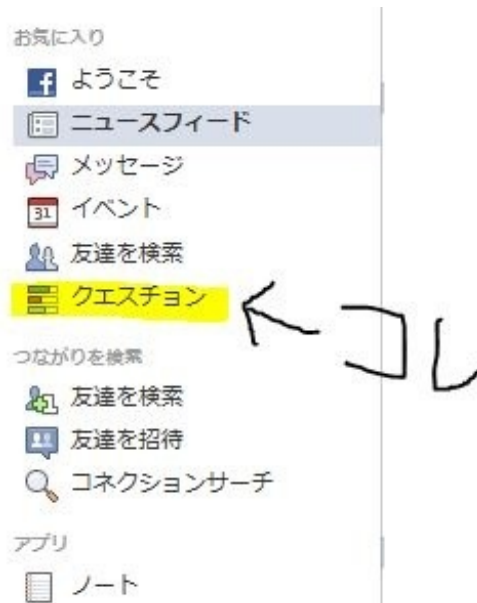 お気に入り
ようこそ
ニュースフィード
メッセージ
31 イベント
友達を検索
クエスチョン
コレ
つながりを検索
友達を検索
友達を招待
コネクションサーチ
アプリ
ノート